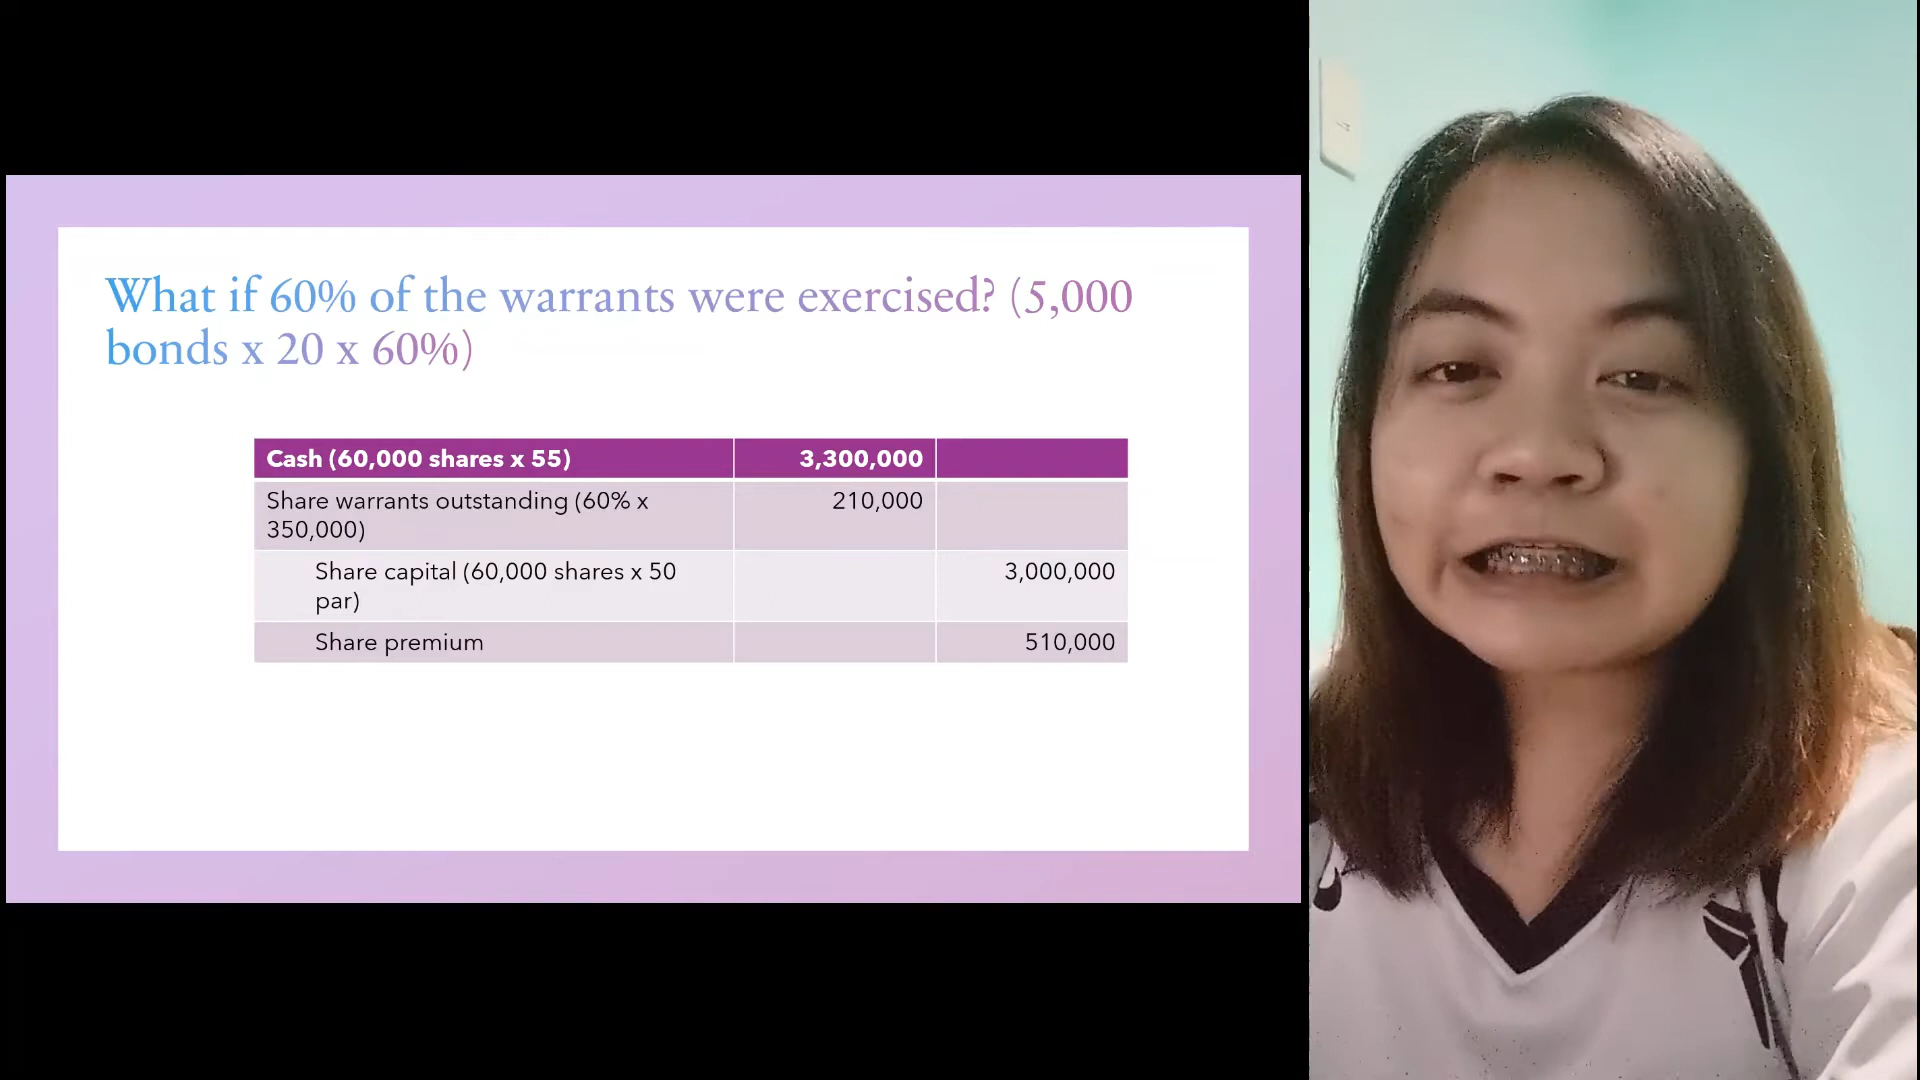 What if 60% of the warrants were exercised? (5,000
bonds x 20 x 60%)
Cash (60,000 shares x 55) 3,300,000
Share warrants outstanding (60% x 210,000
350,000)
Share capital (60,000 shares x 50 3,000,000
par)
Share premium 510,000